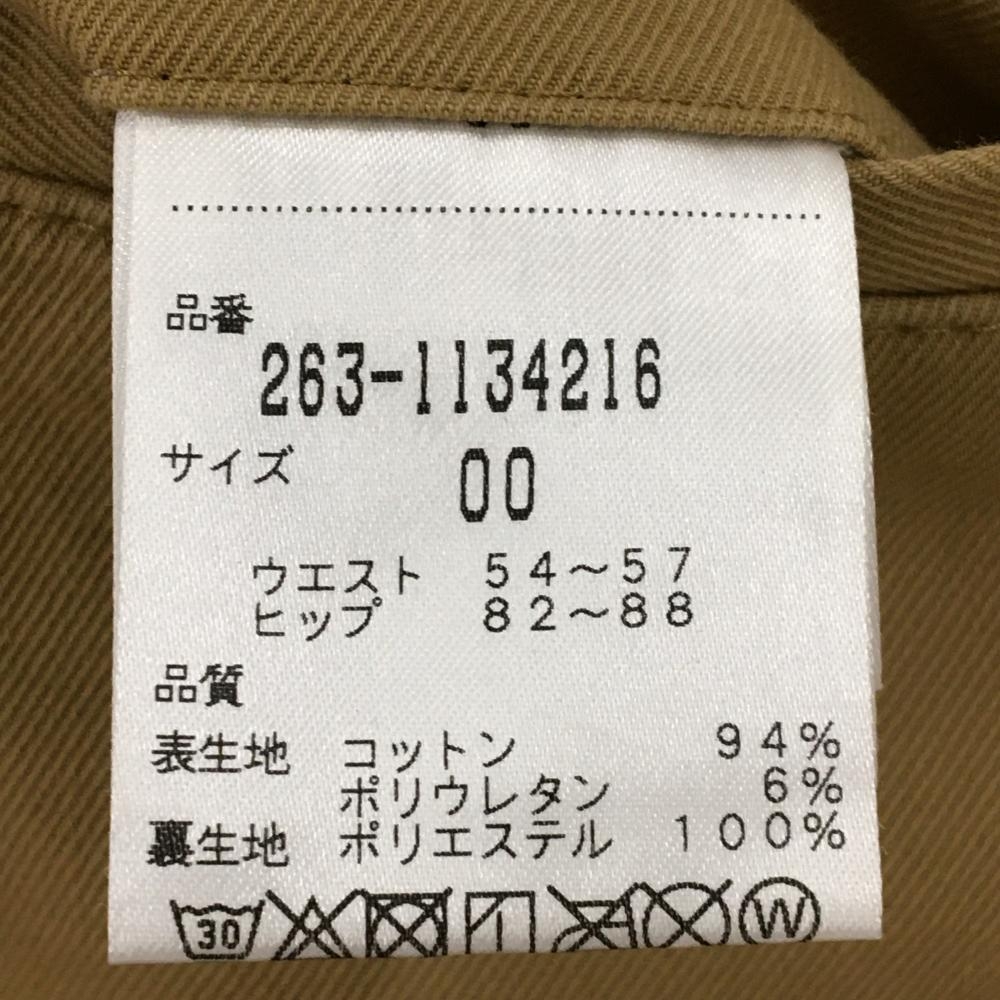 品番
263-1134216
サイズ 00
ウエスト 54～57
ヒップ 82～88
品質
表生地 コットン 94%
ポリウレタン 6%
裏生地 ポリエステル 100%
30 W